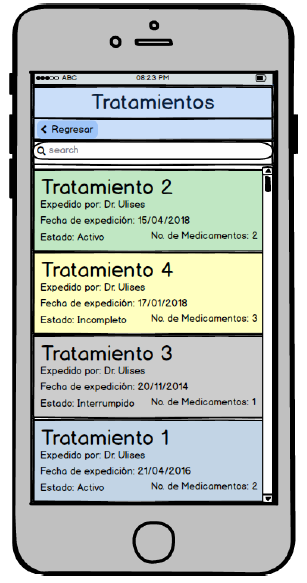 ABC 08:23 PM
Tratamientos
Regresar
search
Tratamiento 2
Expedido por: Dr. Ulises
Fecha de expedición: 15/04/2018
Estado: Activo No. de Medicamentos: 2
Tratamiento 4
Expedido por: Dr. Ulises
Fecha de expedición: 17/01/2018
Estado: Incompleto No. de Medicamentos: 3
Tratamiento 3
Expedido por: Dr. Ulises
Fecha de expedición: 20/11/2014
Estado: Interrumpido No. de Medicamentos: 1
Tratamiento 1
Expedido por: Dr. Ulises
Fecha de expedición: 21/04/2016
Estado: Activo No. de Medicamentos: 2